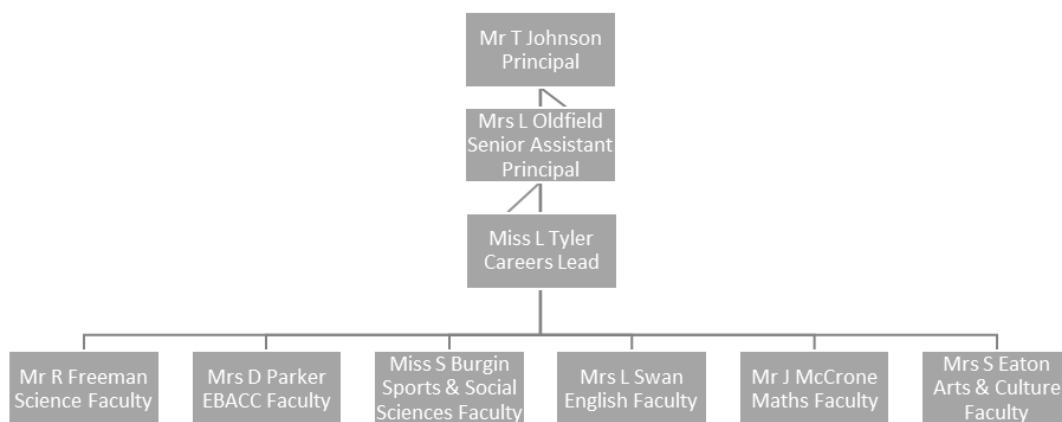 Mr T Johnson
Principal
Mrs L Oldfield
Senior Assistant
Principal
Miss L Tyler
Careers Lead
Mr R Freeman
Science Faculty
Mrs D Parker
EBACC Faculty
Miss S Burgin
Sports & Social
Sciences Faculty
Mrs L Swan
English Faculty
Mr J McCrone
Maths Faculty
Mrs S Eaton
Arts & Culture
Faculty